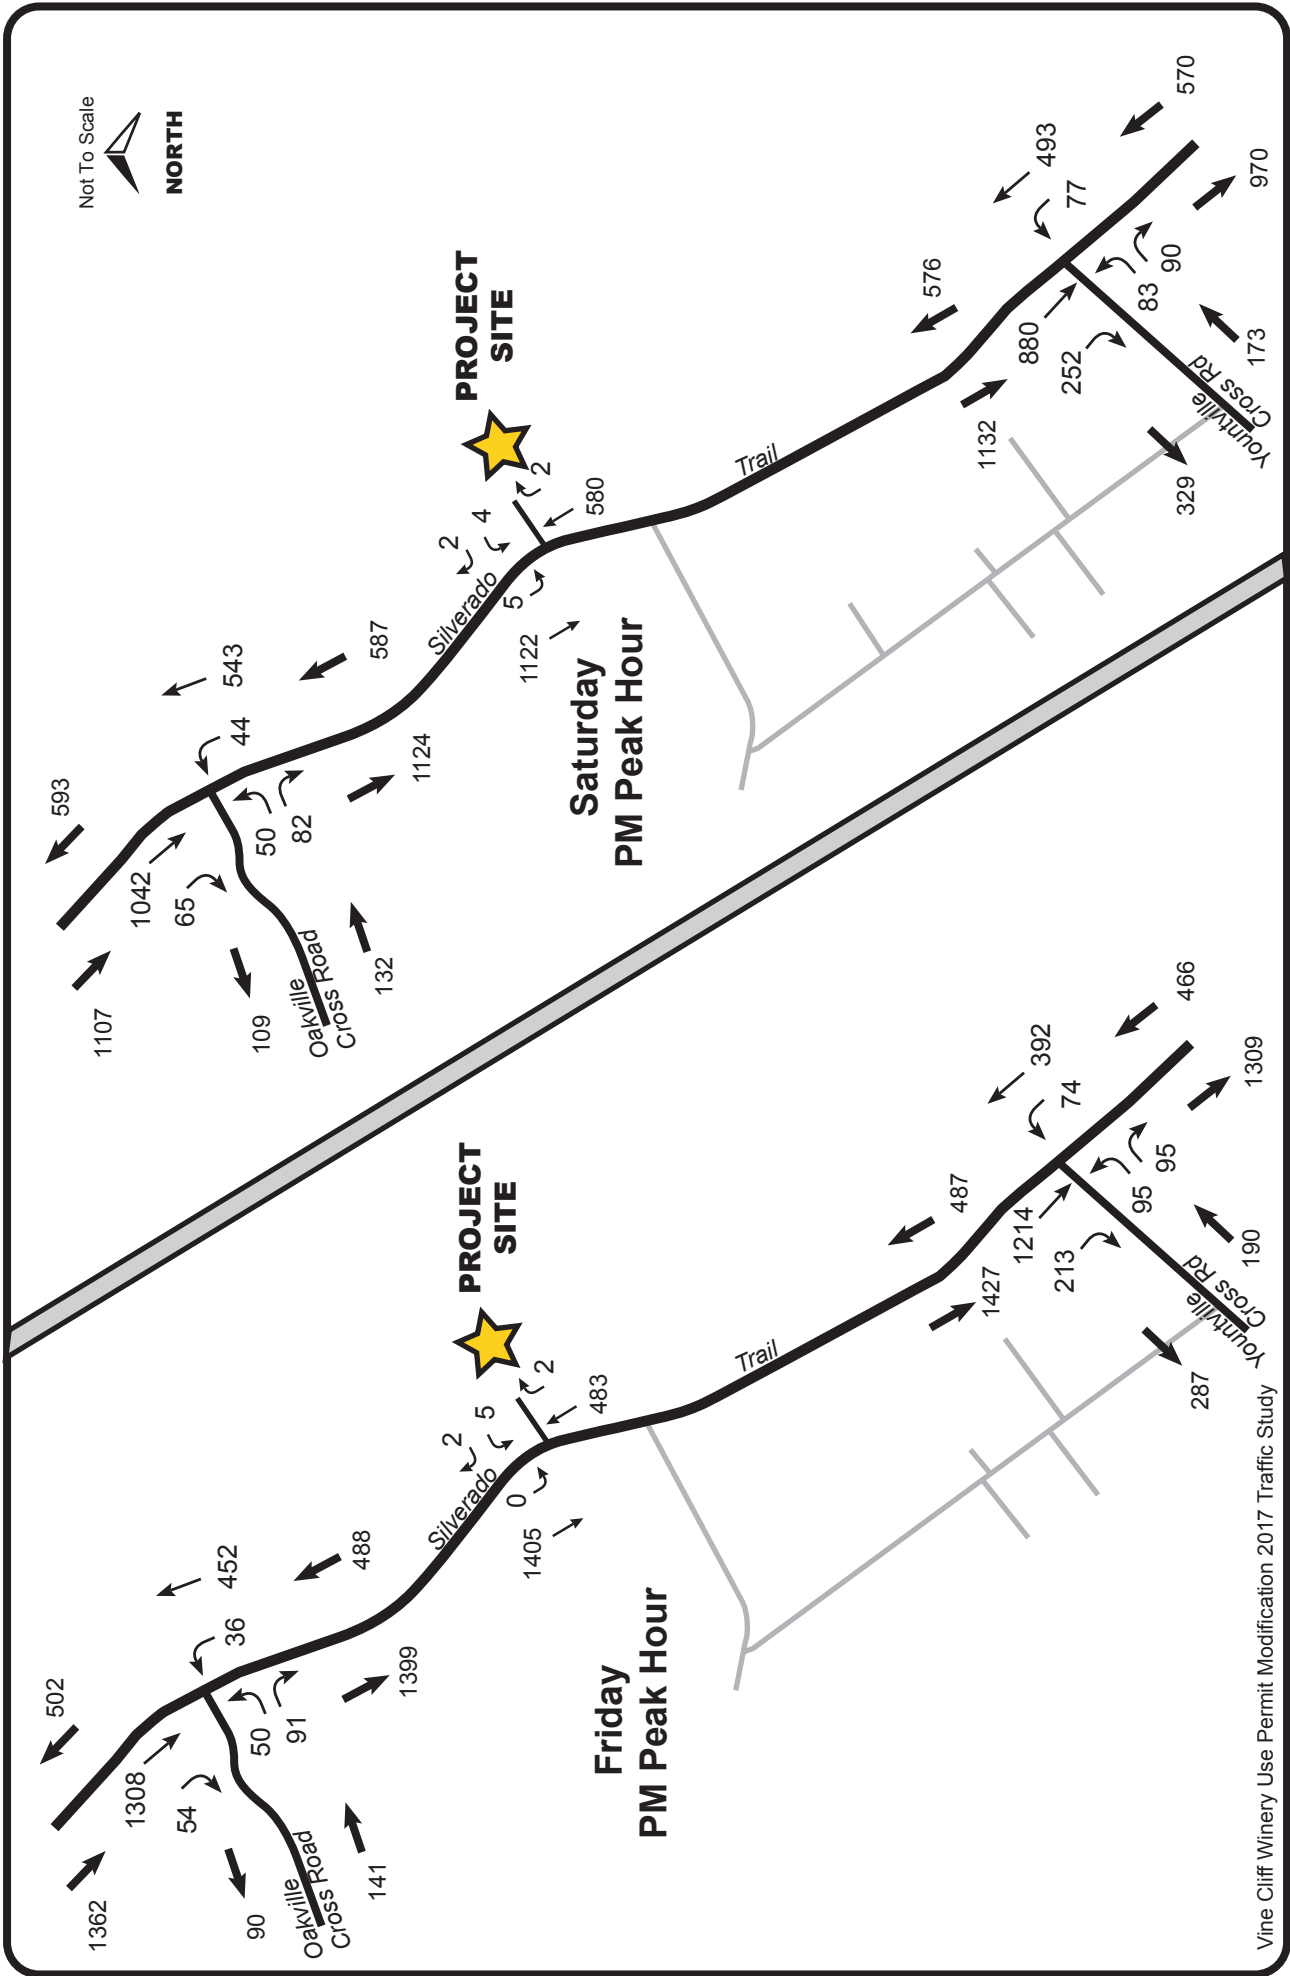 Not To Scale
NORTH
593
1107
1042
65
109
Oakville
Cross Road
132
50
82
44
543
587
1124
Silverado
2
4
2
5
1122
580
PROJECT
SITE
Saturday
PM Peak Hour
Trail
576
1132
880
252
329
Yountville
Cross Rd
173
83
90
77
493
570
970
502
1362
1308
54
90
Oakville
Cross Road
141
50
91
36
452
488
1399
Silverado
2
5
2
0
1405
483
PROJECT
SITE
Friday
PM Peak Hour
Trail
487
1427
1214
213
287
Yountville
Cross Rd
190
95
95
74
392
466
1309
Vine Cliff Winery Use Permit Modification 2017 Traffic Study